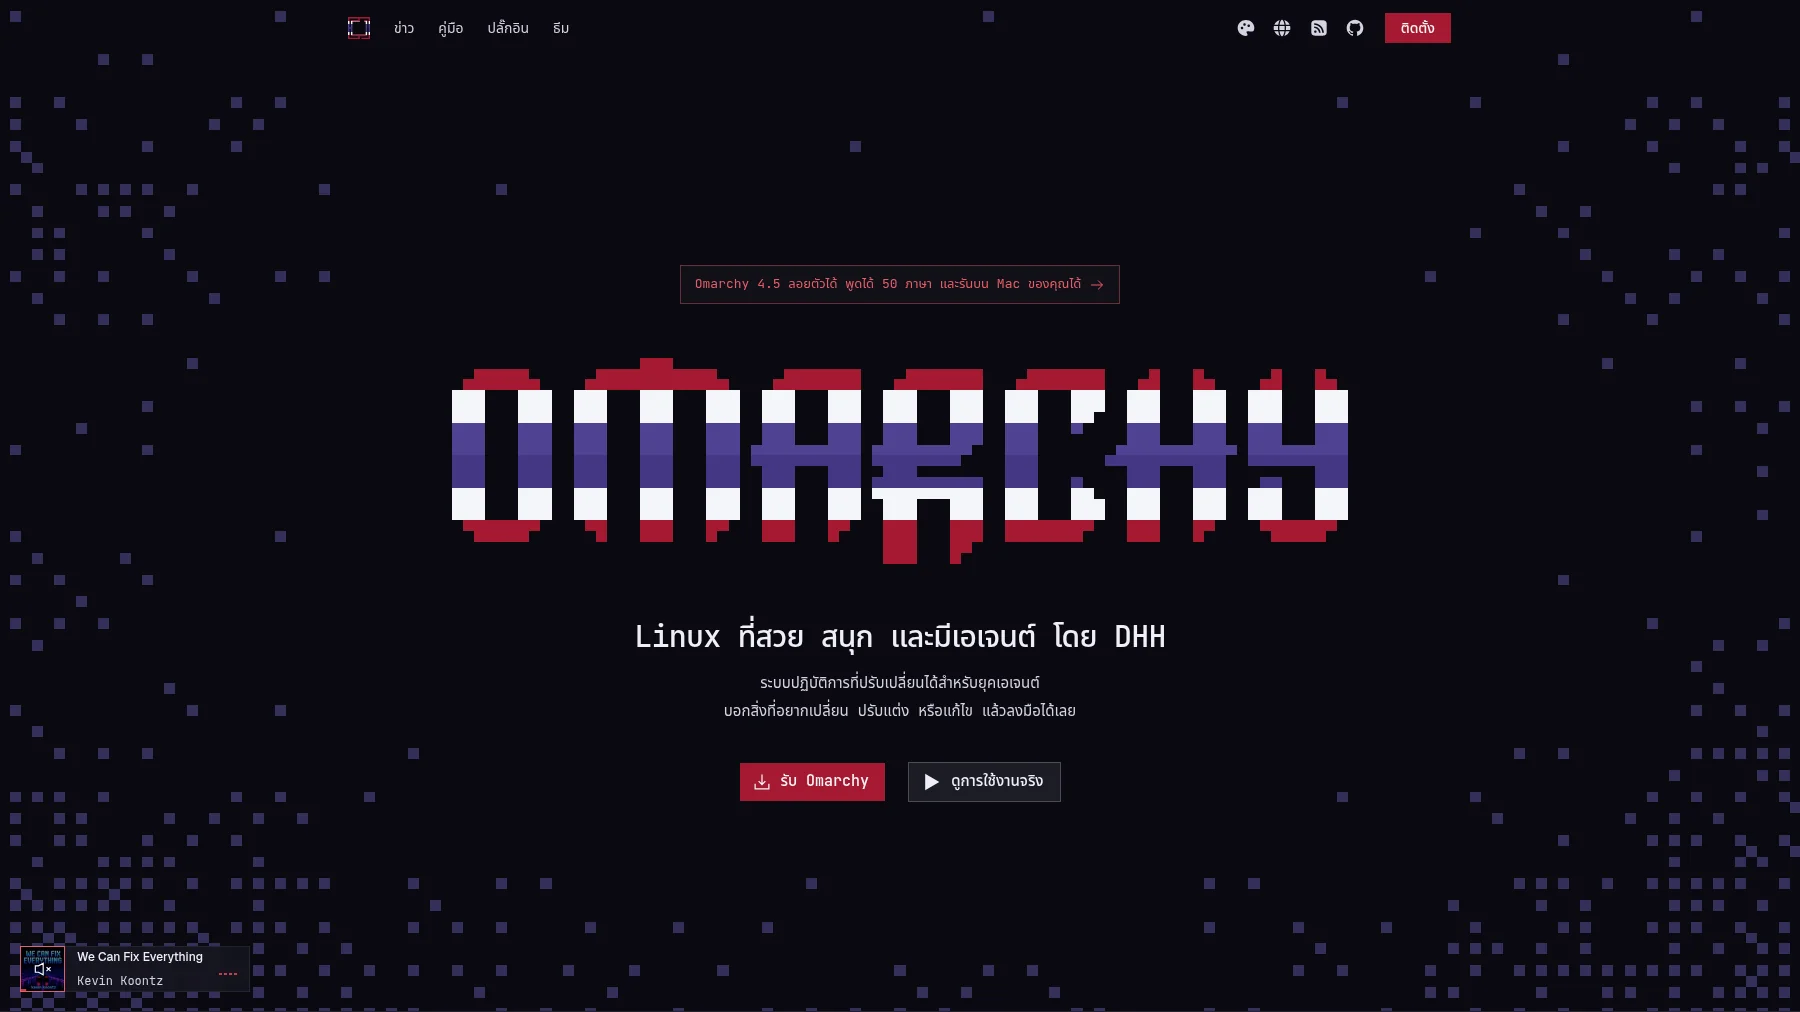 ข่าว
คู่มือ
ปลั๊กอิน
ธีม
ติดตั้ง
Omarchy 4.5 ลอยตัวได้ พูดได้ 50 ภาษา และรันบน Mac ของคุณได้ →
OMARCHY
Linux ที่สวย สนุก และมีเอเจนต์ โดย DHH
ระบบปฏิบัติการที่ปรับเปลี่ยนได้สำหรับยุคเอเจนต์
บอกสิ่งที่อยากเปลี่ยน ปรับแต่ง หรือแก้ไข แล้วลงมือได้เลย
รับ Omarchy
ดูการใช้งานจริง
WE CAN FIX
EVERYTHING
We Can Fix Everything
Kevin Koontz